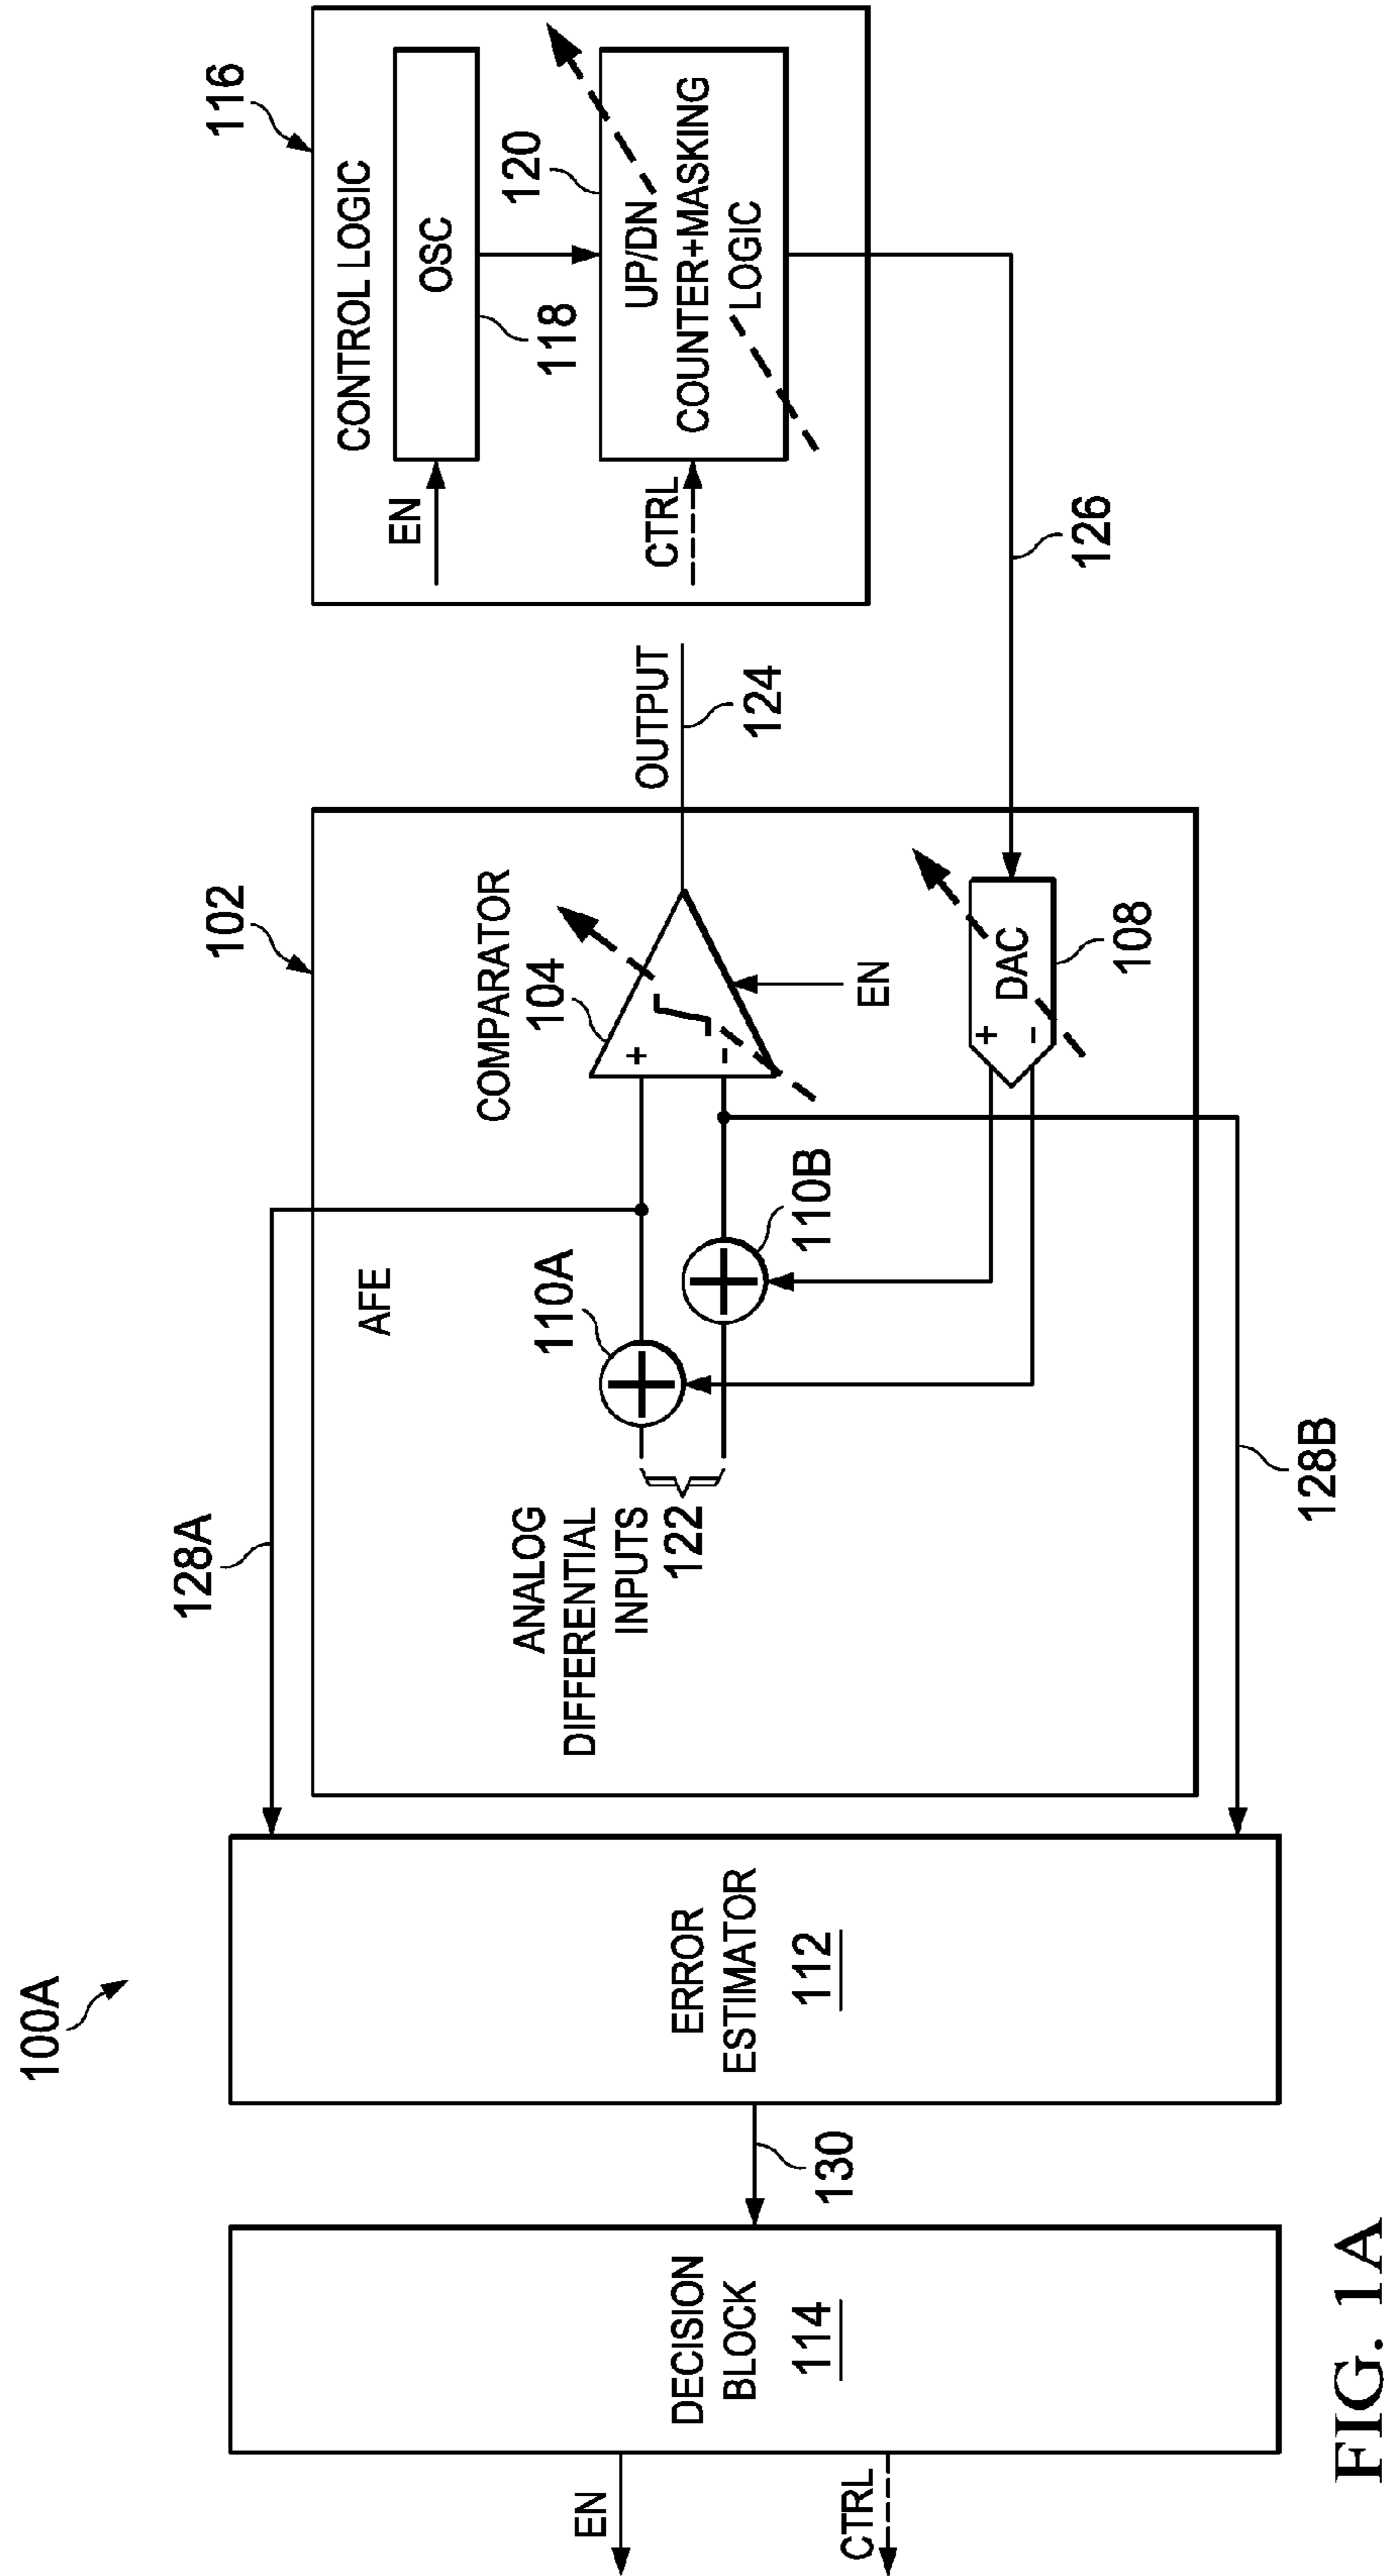 100A
EN
CTRL
DECISION
BLOCK
114
130
ERROR
ESTIMATOR
112
128A
128B
102
AFE
ANALOG
DIFFERENTIAL
INPUTS
122
110A
110B
COMPARATOR
104
+
-
EN
+
-
DAC
108
OUTPUT
124
126
116
CONTROL LOGIC
EN
OSC
118
120
CTRL
UP/DN
COUNTER+MASKING
LOGIC
FIG. 1A